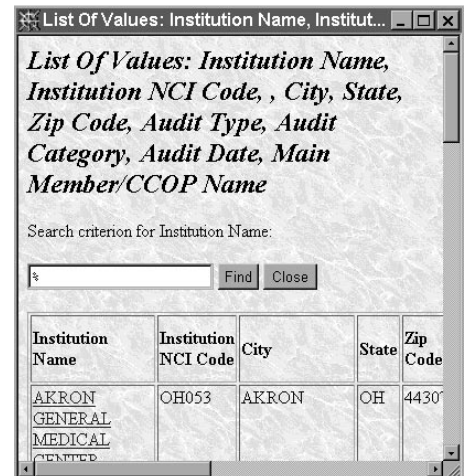 List Of Values: Institution Name, Institut...
List Of Values: Institution Name,
Institution NCI Code, , City, State,
Zip Code, Audit Type, Audit
Category, Audit Date, Main
Member/CCOP Name
Search criterion for Institution Name:
% Find Close
Institution Name Institution NCI Code City State Zip Code
AKRON OH053 AKRON OH 44307
GENERAL
MEDICAL
CENTER